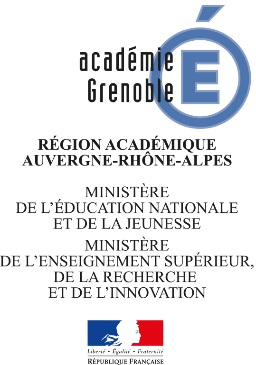 académie
Grenoble
É
RÉGION ACADÉMIQUE
AUVERGNE-RHÔNE-ALPES
MINISTÈRE
DE L'ÉDUCATION NATIONALE
ET DE LA JEUNESSE
MINISTÈRE
DE L'ENSEIGNEMENT SUPÉRIEUR,
DE LA RECHERCHE
ET DE L'INNOVATION
Liberté • Égalité • Fraternité
RÉPUBLIQUE FRANÇAISE